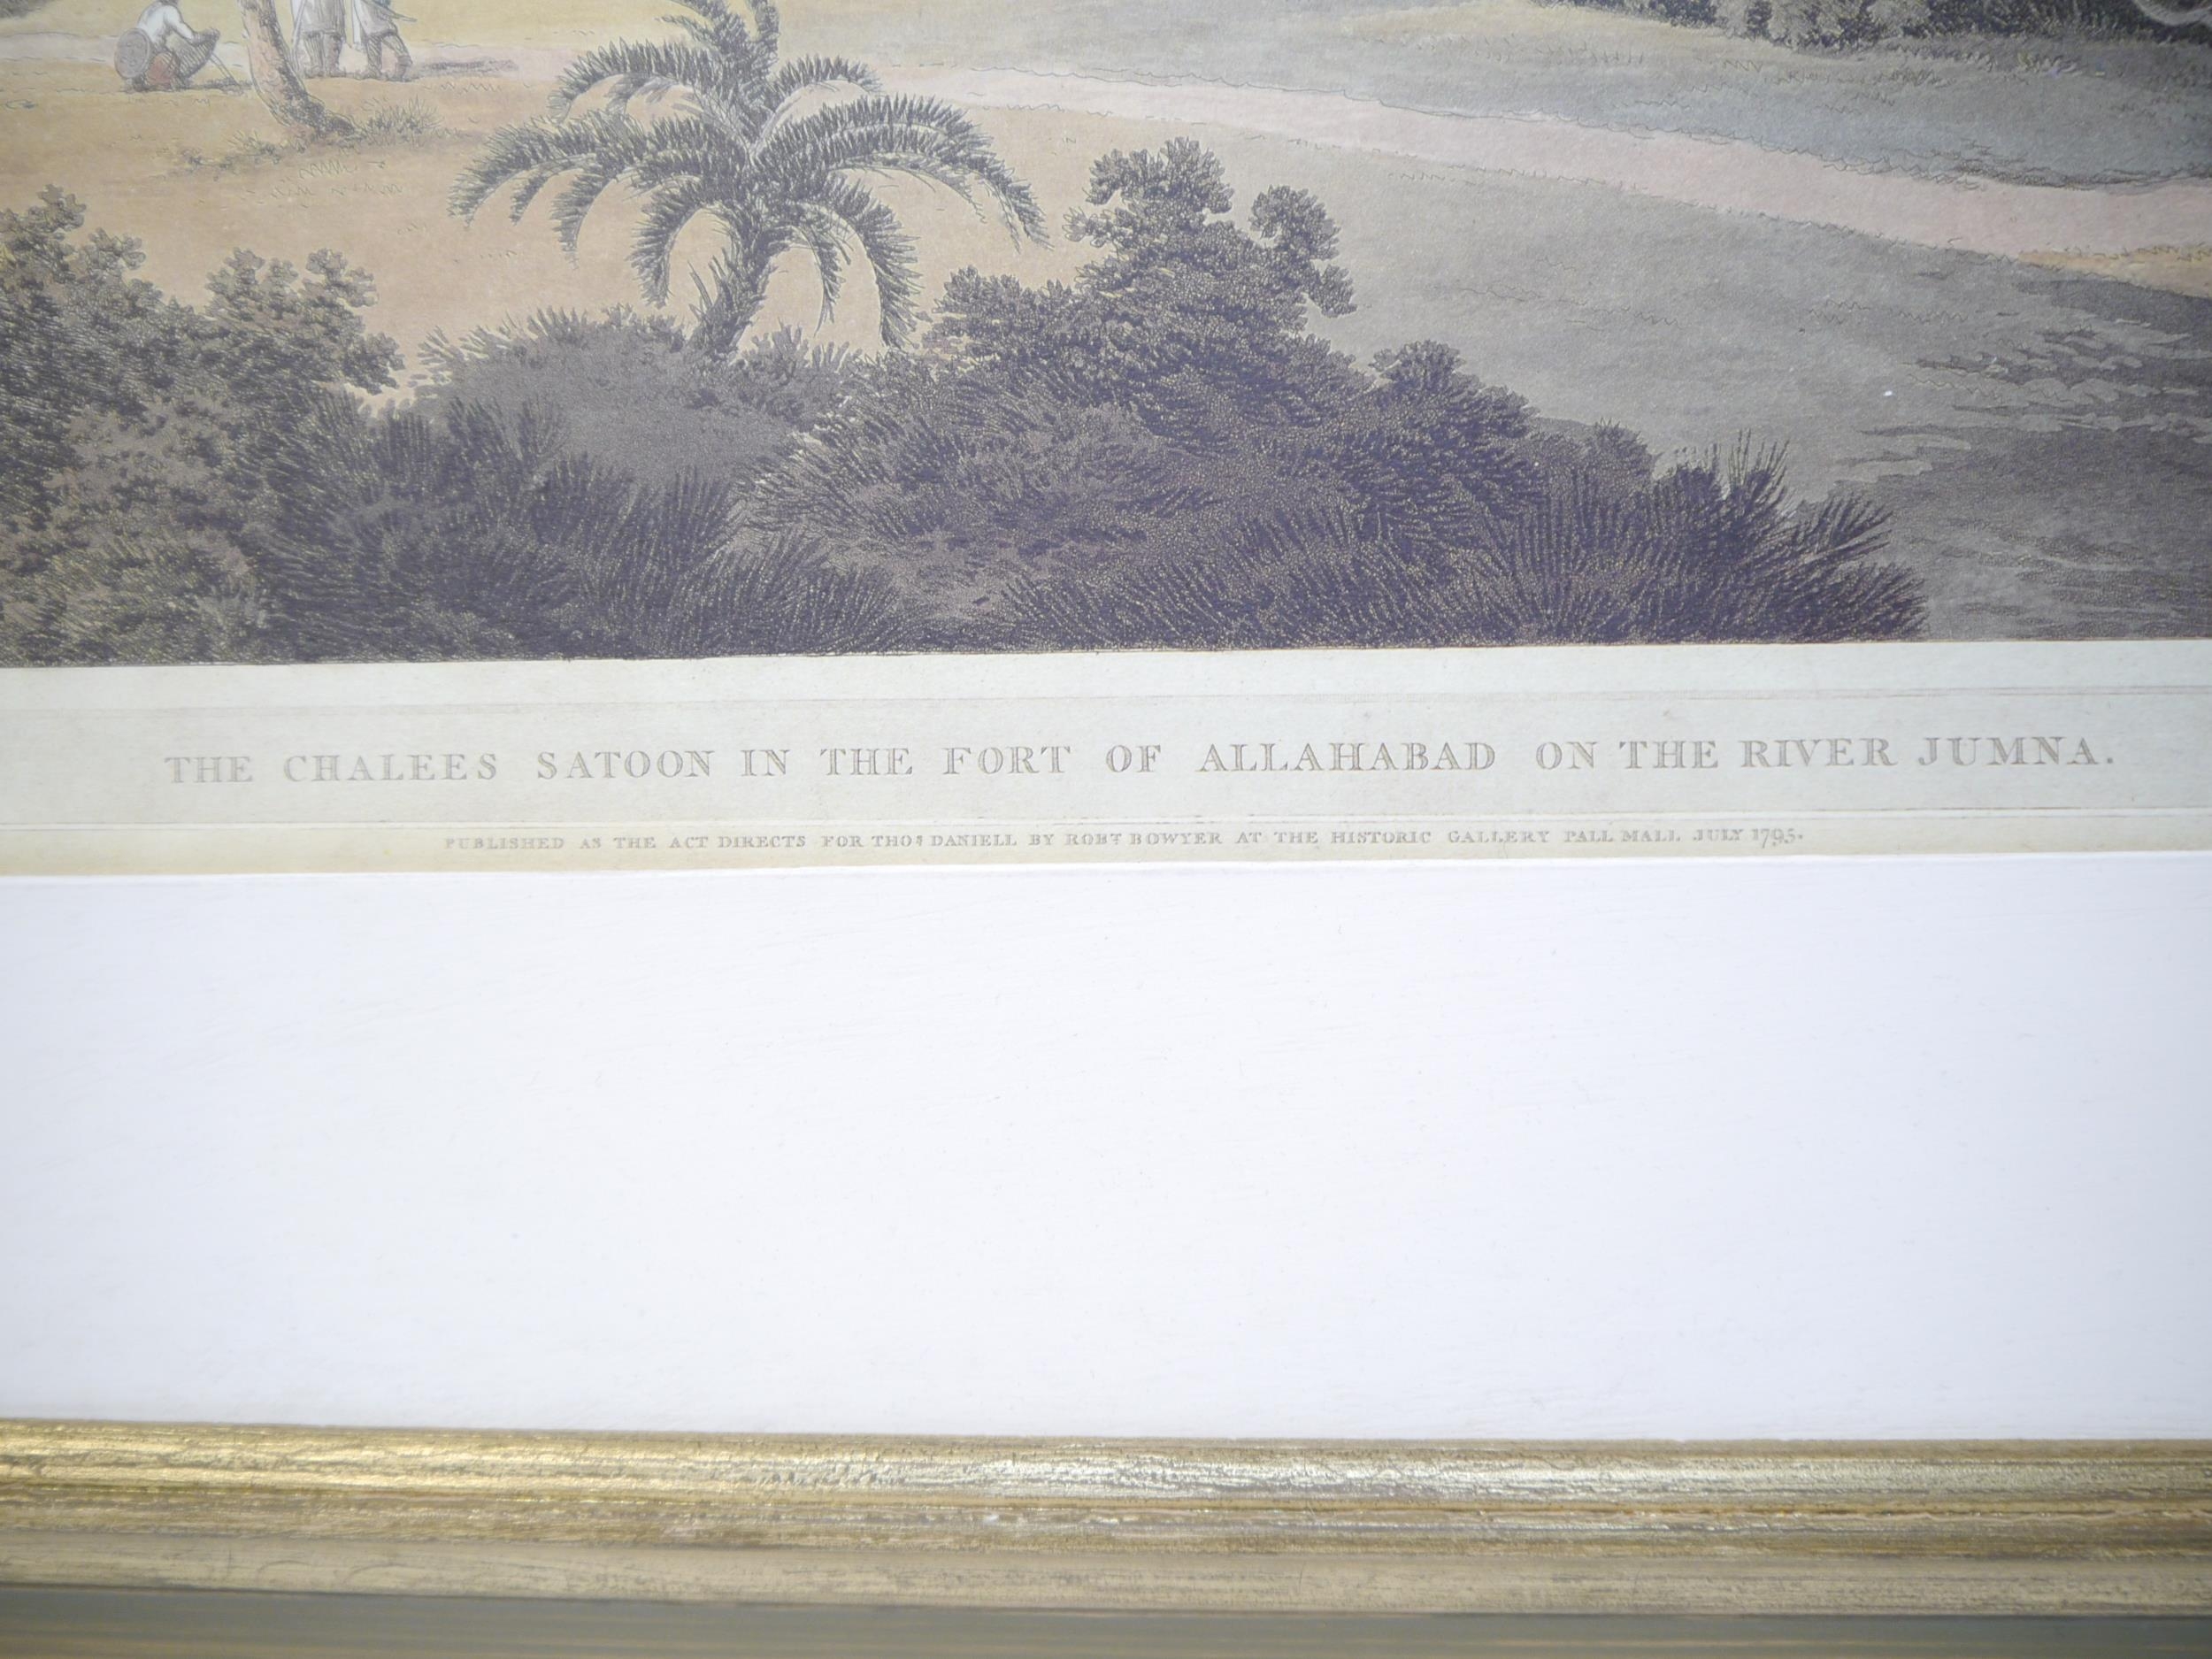 THE CHALEES SATOON IN THE FORT OF ALLAHABAD ON THE RIVER JUMNA.
PUBLISHED AS THE ACT DIRECTS FOR THOS DANIELL BY ROBT BOWYER AT THE HISTORIC GALLERY PALL MALL JULY 1795.